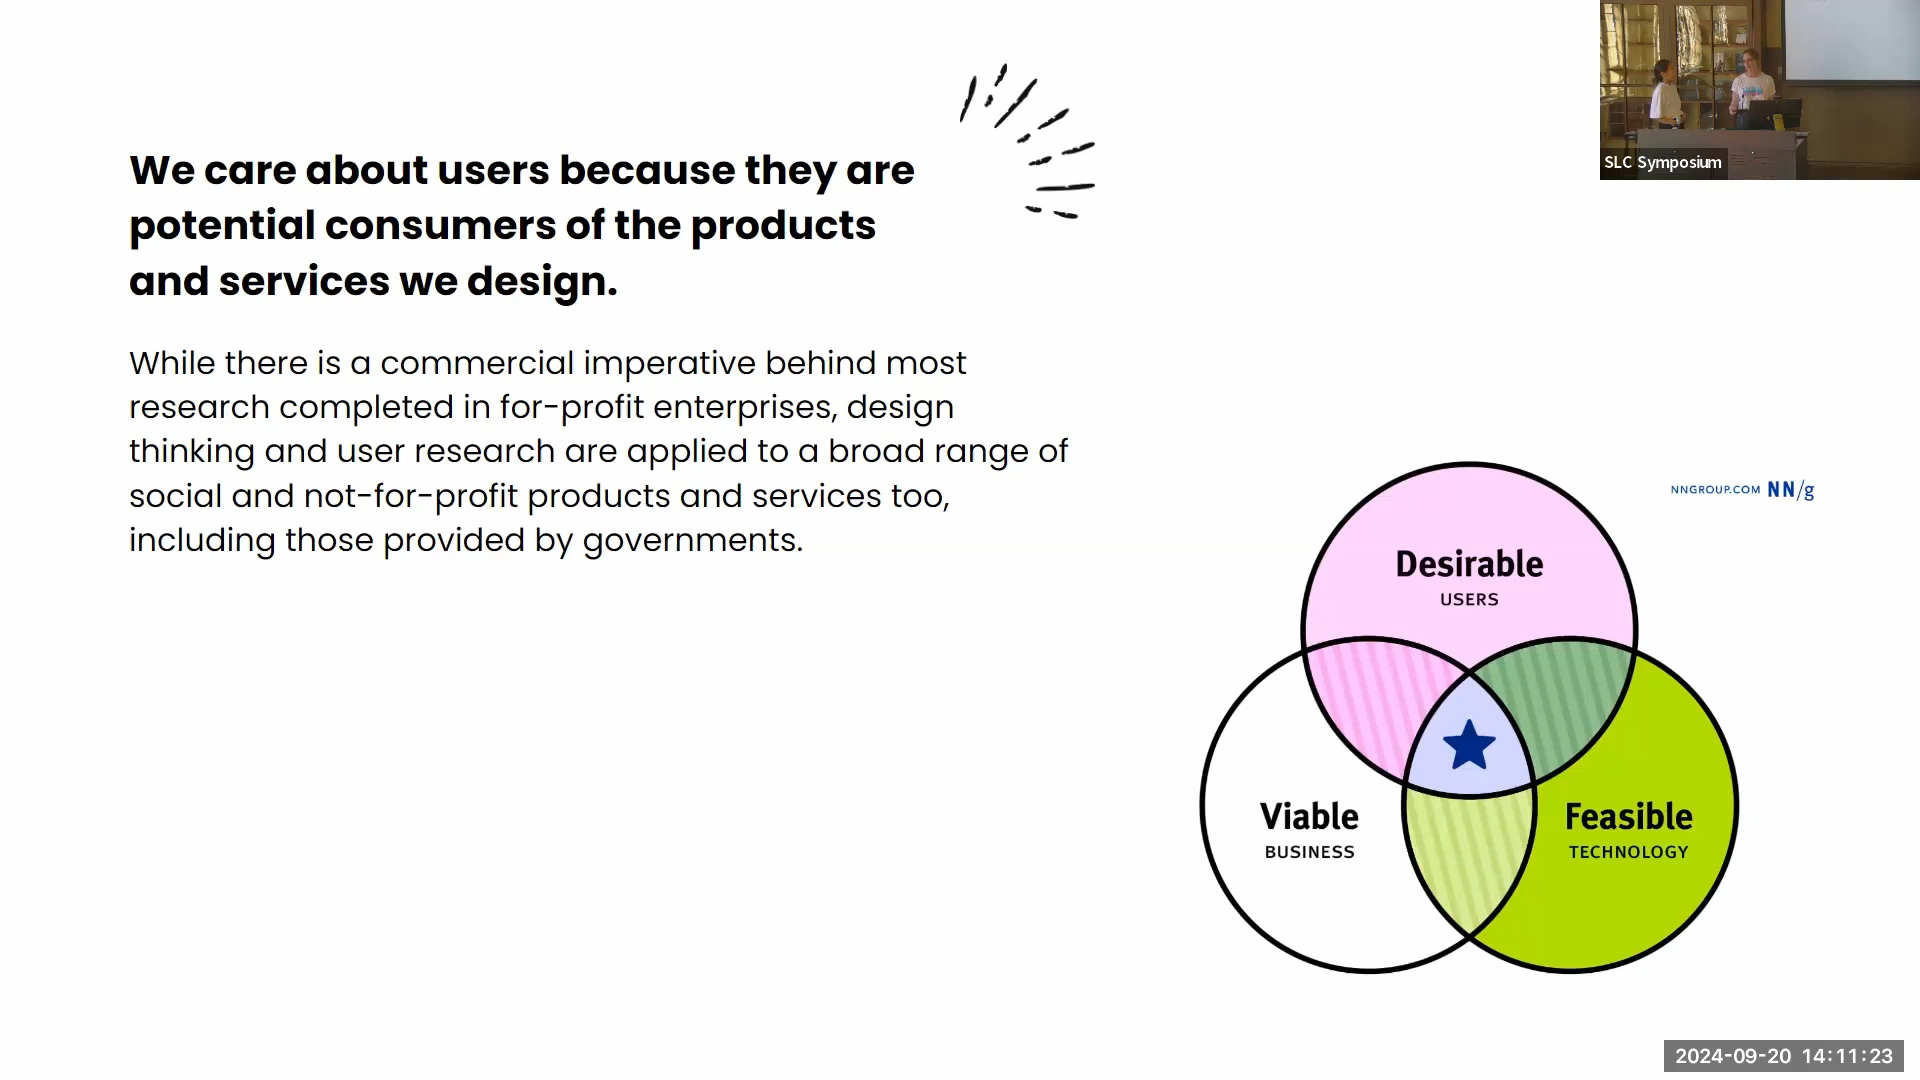 We care about users because they are
potential consumers of the products
and services we design.
While there is a commercial imperative behind most
research completed in for-profit enterprises, design
thinking and user research are applied to a broad range of
social and not-for-profit products and services too,
including those provided by governments.
SLC Symposium
NNGROUP.COM NN/g
Desirable
USERS
Viable
BUSINESS
Feasible
TECHNOLOGY
2024-09-20 14:11:23